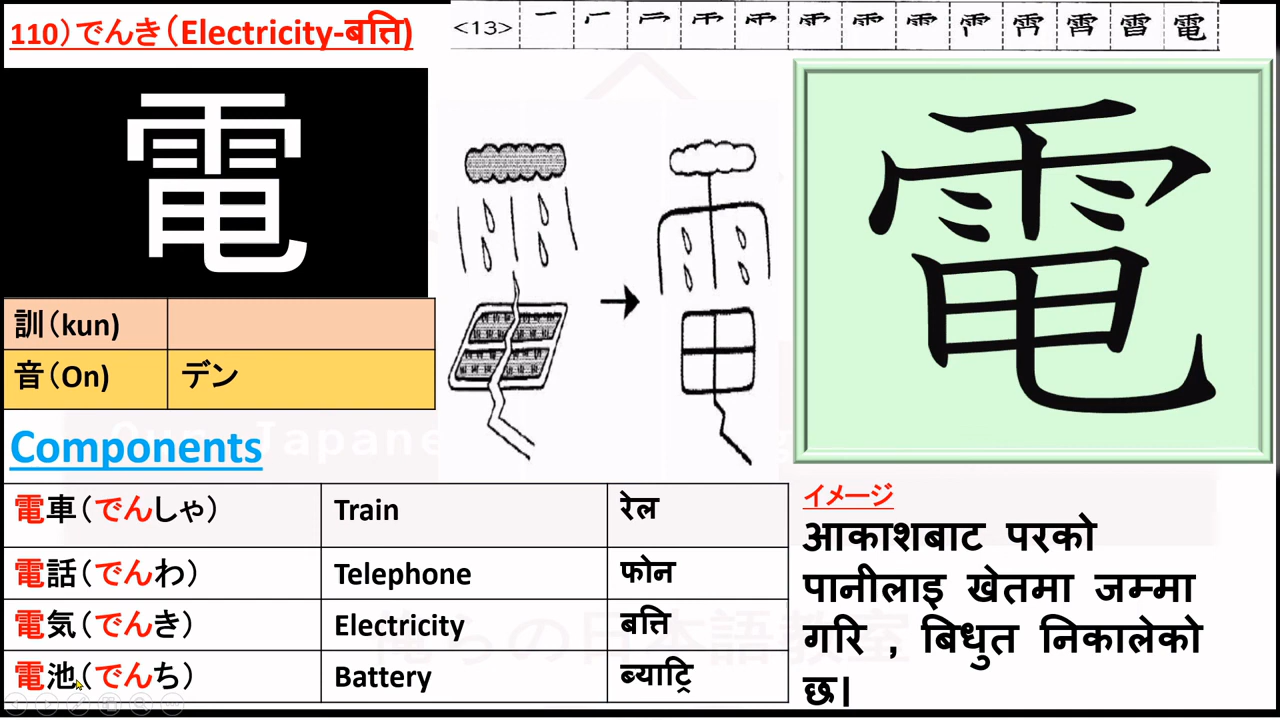 110）でんき（Electricity-बत्ति)
<13>
電
電
訓（kun)
音（On） デン
Components
電車（でんしゃ） Train रेल
電話（でんわ） Telephone फोन
電気（でんき） Electricity बत्ति
電池（でんち） Battery ब्याट्रि
イメージ
आकाशबाट परको
पानीलाइ खेतमा जम्मा
गरि , बिधुत निकालेको
छ।